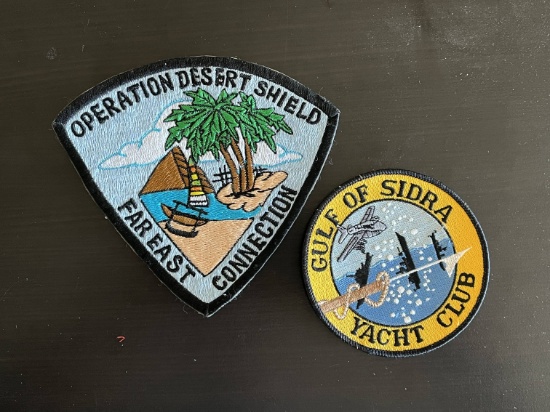 OPERATION DESERT SHIELD
FAR EAST CONNECTION
GULF OF SIDRA
YACHT CLUB